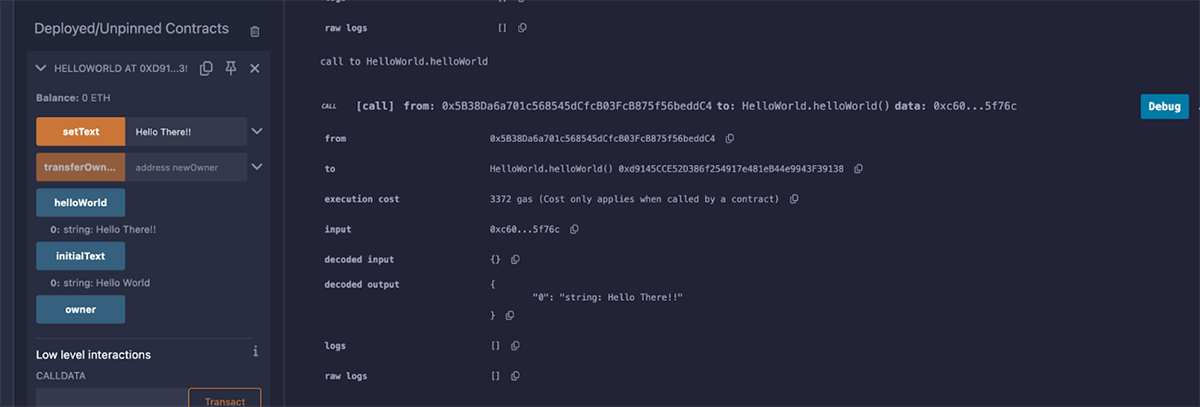 Deployed/Unpinned Contracts
HELLOWORLD AT 0XD91...39
Balance: 0 ETH
setText Hello There!!
transferOwn... address newOwner
helloWorld
0: string: Hello There!!
initialText
0: string: Hello World
owner
Low level interactions
i
CALLDATA
Transact
raw logs []
call to HelloWorld.helloWorld
CALL [call] from: 0x5B38Da6a701c568545dCfcB03FcB875f56beddC4 to: HelloWorld.helloWorld() data: 0xc60...5f76c
Debug
from 0x5B38Da6a701c568545dCfcB03FcB875f56beddC4
to HelloWorld.helloWorld() 0xd9145CCE52D386f254917e481eB44e9943F39138
execution cost 3372 gas (Cost only applies when called by a contract)
input 0xc60...5f76c
decoded input {}
decoded output {
"0": "string: Hello There!!"
}
logs []
raw logs []